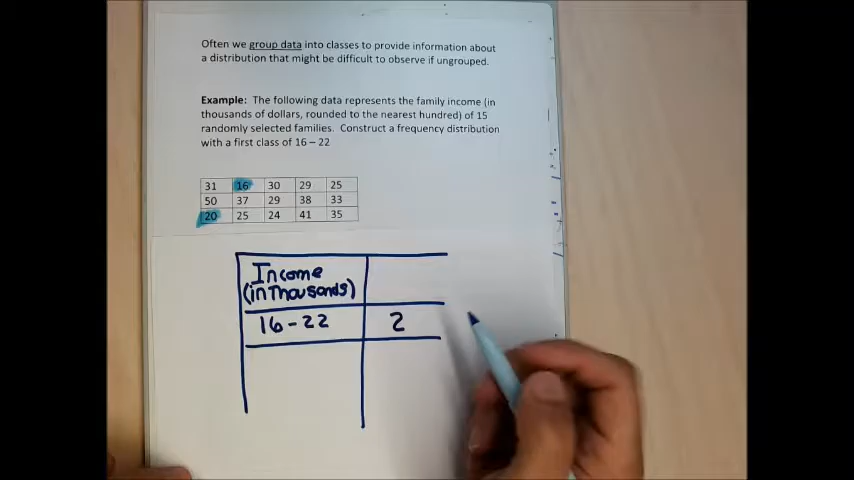 Often we group data into classes to provide information about
a distribution that might be difficult to observe if ungrouped.
Example: The following data represents the family income (in
thousands of dollars, rounded to the nearest hundred) of 15
randomly selected families. Construct a frequency distribution
with a first class of 16 – 22
31 16 30 29 25
50 37 29 38 33
20 25 24 41 35
Income
(in Thousands)
16-22 2